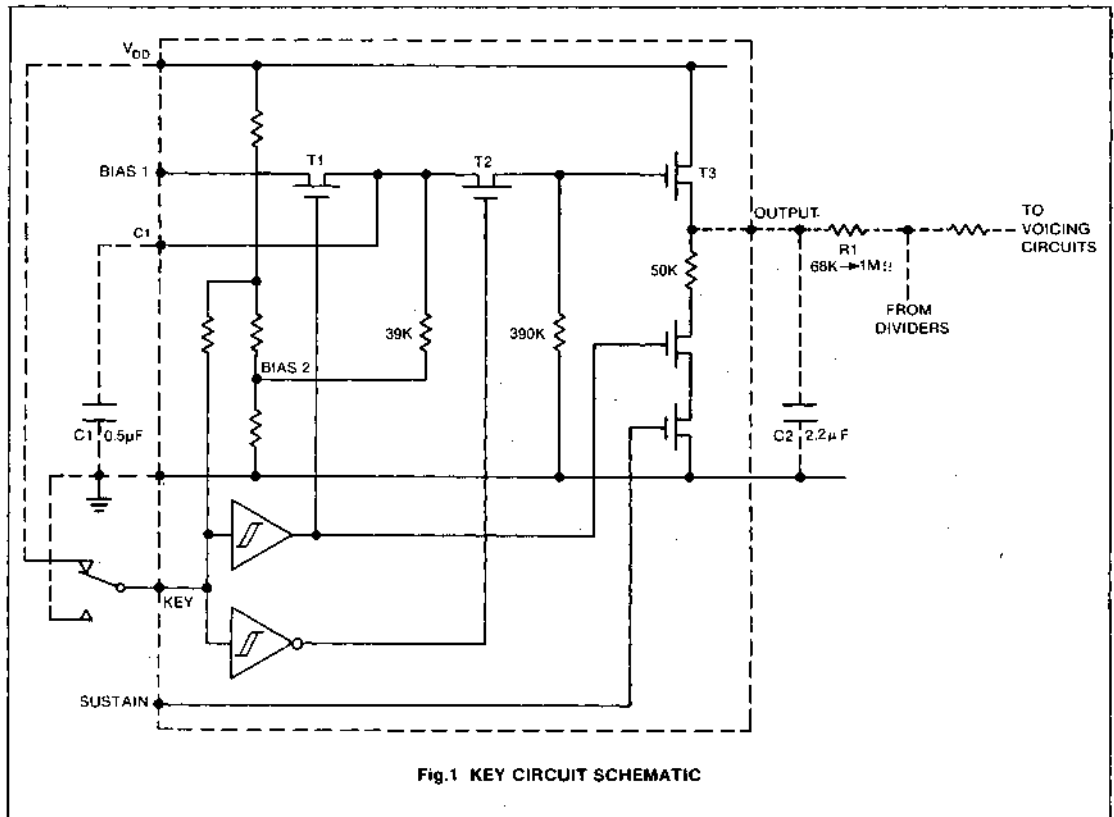 V_DD
T1
T2
BIAS 1
T3
OUTPUT
TO
VOICING
CIRCUITS
C1
R1
68K→1MΩ
50K
FROM
DIVIDERS
39K
390K
BIAS 2
C1 0.5μF
C2 2.2μF
KEY
SUSTAIN
Fig.1 KEY CIRCUIT SCHEMATIC